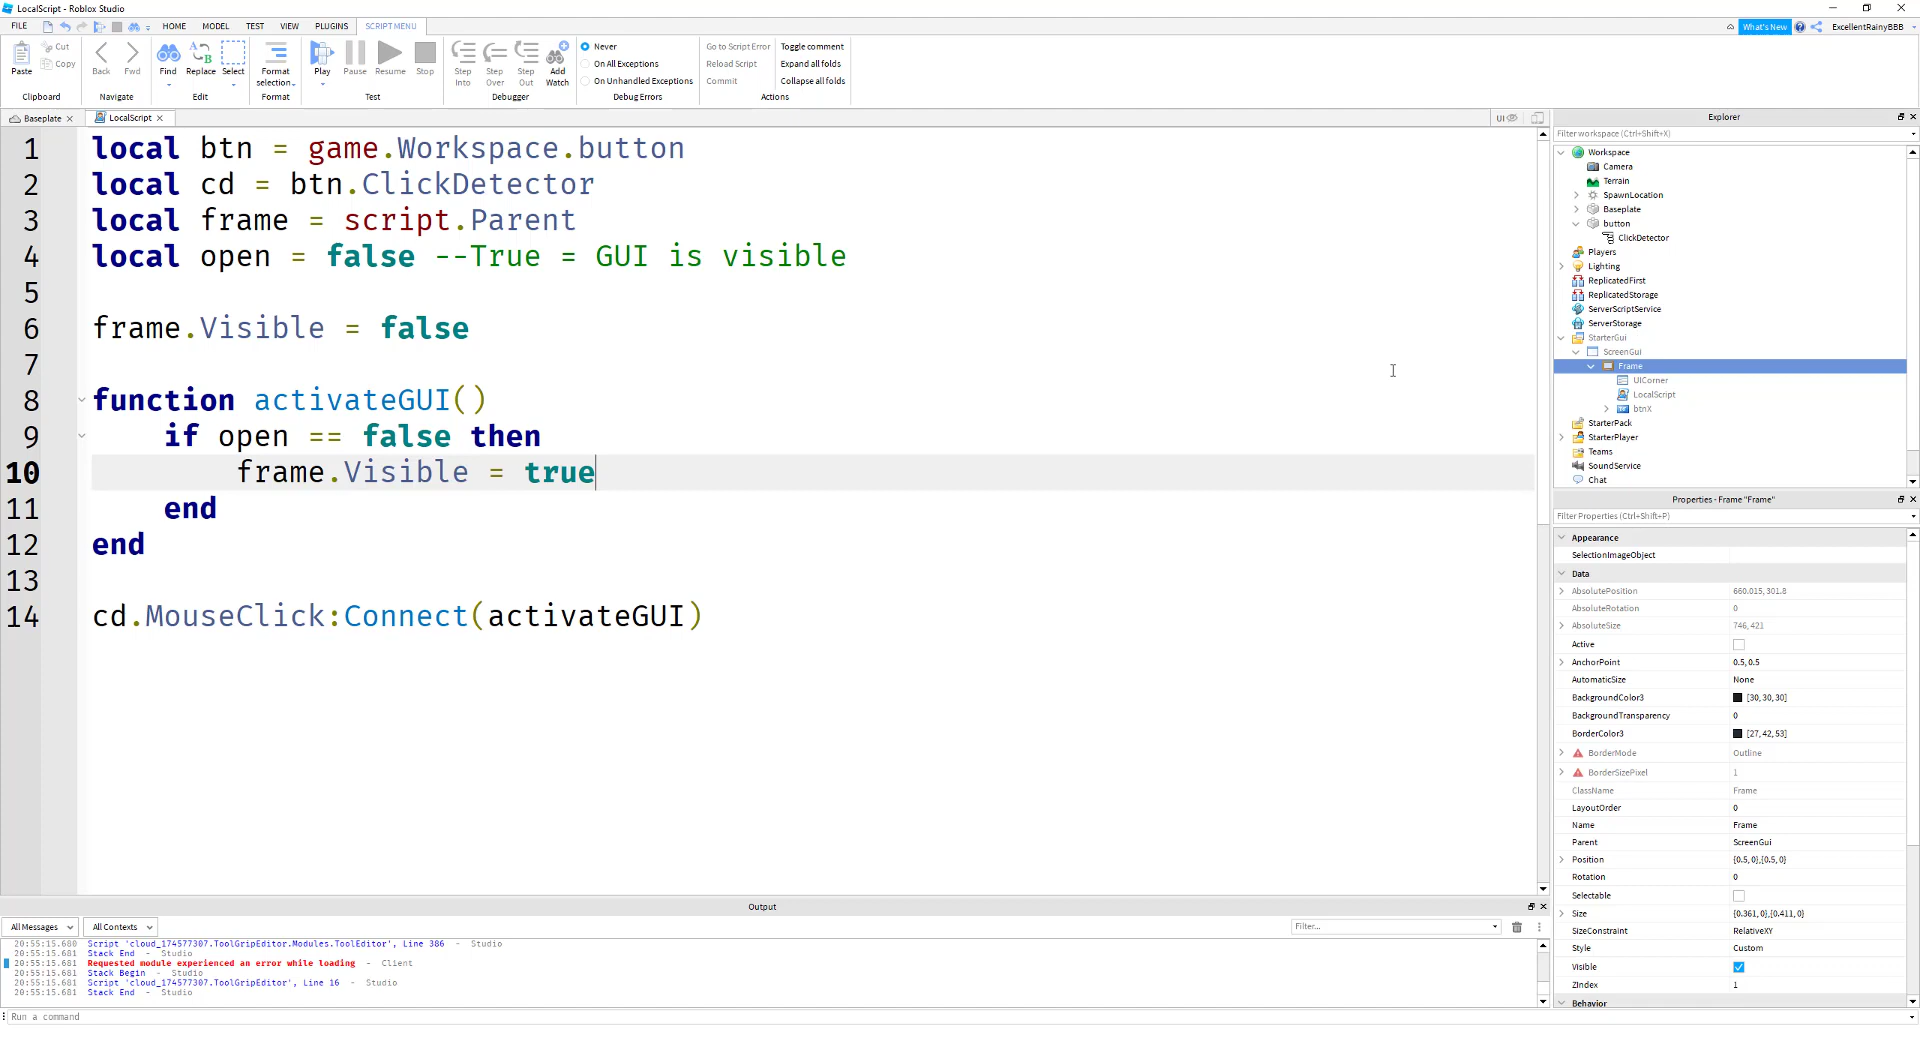 LocalScript - Roblox Studio
FILE HOME MODEL TEST VIEW PLUGINS SCRIPT MENU What's New ExcellentRainyBBB
Paste Cut Copy Clipboard
Back Fwd Navigate
Find Replace Select Edit
Format selection Format
Play Pause Resume Stop Test
Step Into Step Over Step Out Add Watch Debugger
Never
On All Exceptions
On Unhandled Exceptions
Debug Errors
Go to Script Error Toggle comment
Reload Script Expand all folds
Commit Collapse all folds
Actions
Baseplate LocalScript UI
1 local btn = game.Workspace.button
2 local cd = btn.ClickDetector
3 local frame = script.Parent
4 local open = false --True = GUI is visible
5
6 frame.Visible = false
7
8 function activateGUI()
9 if open == false then
10 frame.Visible = true
11 end
12 end
13
14 cd.MouseClick:Connect(activateGUI)
Explorer
Filter workspace (Ctrl+Shift+X)
Workspace
Camera
Terrain
SpawnLocation
Baseplate
button
ClickDetector
Players
Lighting
ReplicatedFirst
ReplicatedStorage
ServerScriptService
ServerStorage
StarterGui
ScreenGui
Frame
UICorner
LocalScript
btnX
StarterPack
StarterPlayer
Teams
SoundService
Chat
Properties - Frame "Frame"
Filter Properties (Ctrl+Shift+P)
Appearance
SelectionImageObject
Data
AbsolutePosition 660.015, 301.8
AbsoluteRotation 0
AbsoluteSize 746, 421
Active
AnchorPoint 0.5, 0.5
AutomaticSize None
BackgroundColor3 [30, 30, 30]
BackgroundTransparency 0
BorderColor3 [27, 42, 53]
BorderMode Outline
BorderSizePixel 1
ClassName Frame
LayoutOrder 0
Name Frame
Parent ScreenGui
Position {0.5, 0},{0.5, 0}
Rotation 0
Selectable
Size {0.361, 0},{0.411, 0}
SizeConstraint RelativeXY
Style Custom
Visible
ZIndex 1
Behavior
Output
All Messages All Contexts Filter...
20:55:15.680 Script 'cloud_174577307.ToolGripEditor.Modules.ToolEditor', Line 386 - Studio
20:55:15.681 Stack End - Studio
20:55:15.681 Requested module experienced an error while loading - Client
20:55:15.681 Stack Begin - Studio
20:55:15.681 Script 'cloud_174577307.ToolGripEditor', Line 16 - Studio
20:55:15.681 Stack End - Studio
Run a command